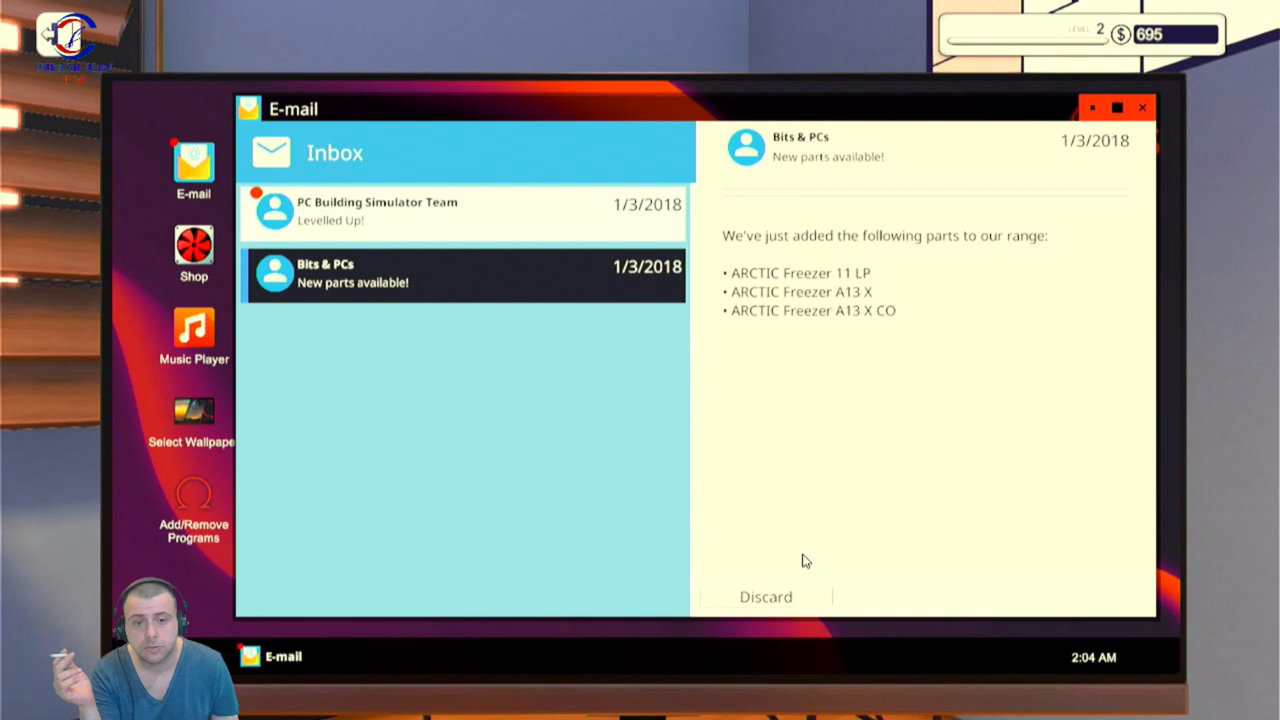 LEVEL 2 $ 695
E-mail
Inbox
PC Building Simulator Team 1/3/2018
Levelled Up!
Bits & PCs 1/3/2018
New parts available!
Bits & PCs 1/3/2018
New parts available!
We've just added the following parts to our range:
• ARCTIC Freezer 11 LP
• ARCTIC Freezer A13 X
• ARCTIC Freezer A13 X CO
Discard
E-mail
Shop
Music Player
Select Wallpape
Add/Remove
Programs
E-mail
2:04 AM